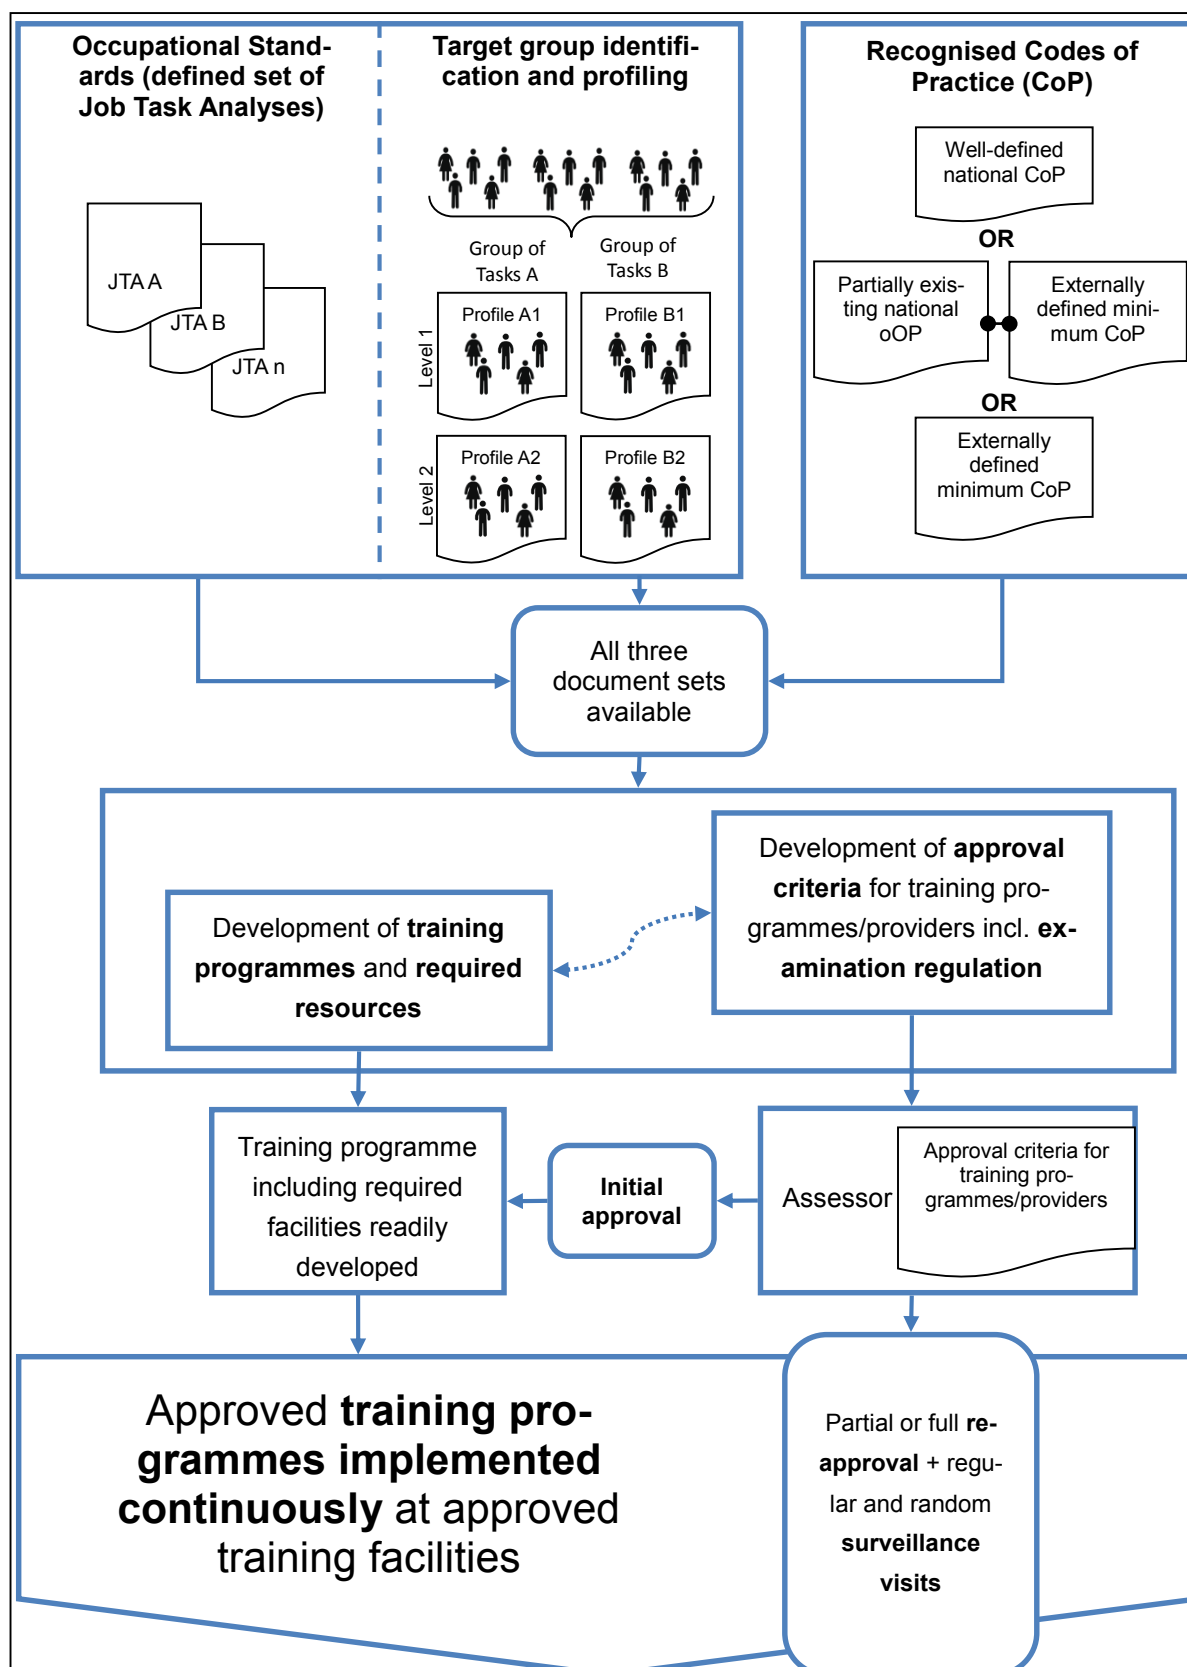 Occupational Stand-
ards (defined set of
Job Task Analyses)
JTA A
JTA B
JTA n
Target group identifi-
cation and profiling
Group of
Tasks A
Group of
Tasks B
Level 1
Profile A1
Profile B1
Level 2
Profile A2
Profile B2
Recognised Codes of
Practice (CoP)
Well-defined
national CoP
OR
Partially exis-
ting national
oOP
Externally
defined mini-
mum CoP
OR
Externally
defined
minimum CoP
All three
document sets
available
Development of training
programmes and required
resources
Development of approval
criteria for training pro-
grammes/providers incl. ex-
amination regulation
Training programme
including required
facilities readily
developed
Initial
approval
Assessor
Approval criteria for
training pro-
grammes/providers
Approved training pro-
grammes implemented
continuously at approved
training facilities
Partial or full re-
approval + regu-
lar and random
surveillance
visits